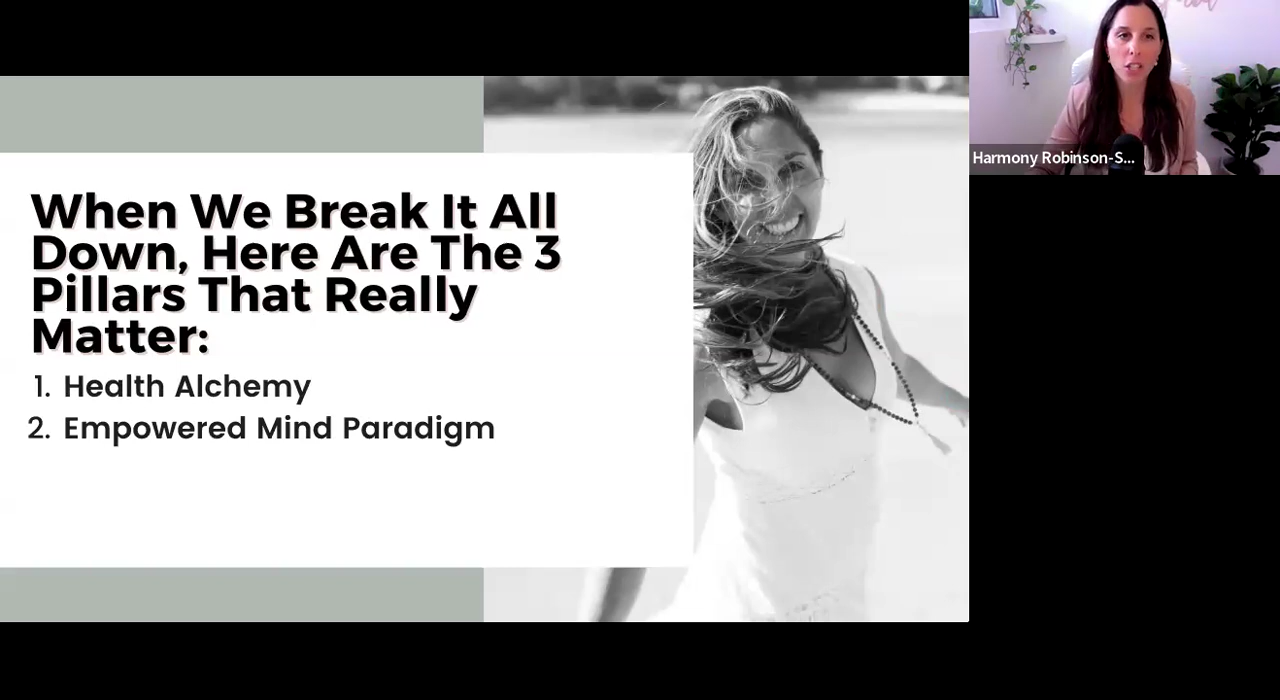 Harmony Robinson-S...
When We Break It All
Down, Here Are The 3
Pillars That Really
Matter:
1. Health Alchemy
2. Empowered Mind Paradigm